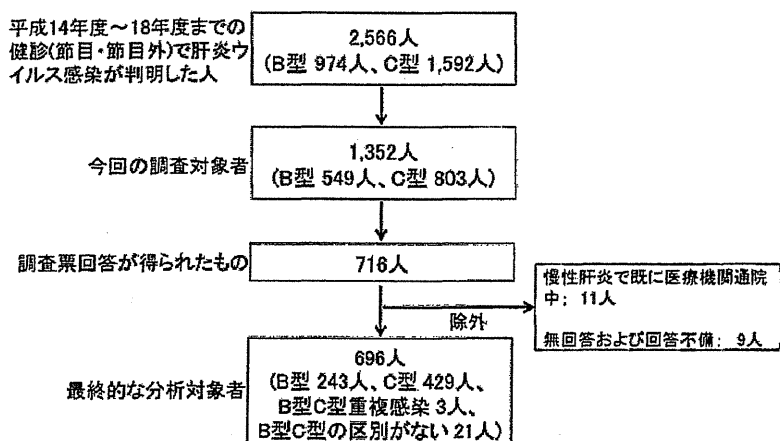 平成14年度～18年度までの
健診(節目・節目外)で肝炎ウ
イルス感染が判明した人
2,566人
(B型 974人、C型 1,592人)
今回の調査対象者
1,352人
(B型 549人、C型 803人)
調査票回答が得られたもの
716人
除外
慢性肝炎で既に医療機関通院
中; 11人
無回答および回答不備; 9人
最終的な分析対象者
696人
(B型 243人、C型 429人、
B型C型重複感染 3人、
B型C型の区別がない 21人)